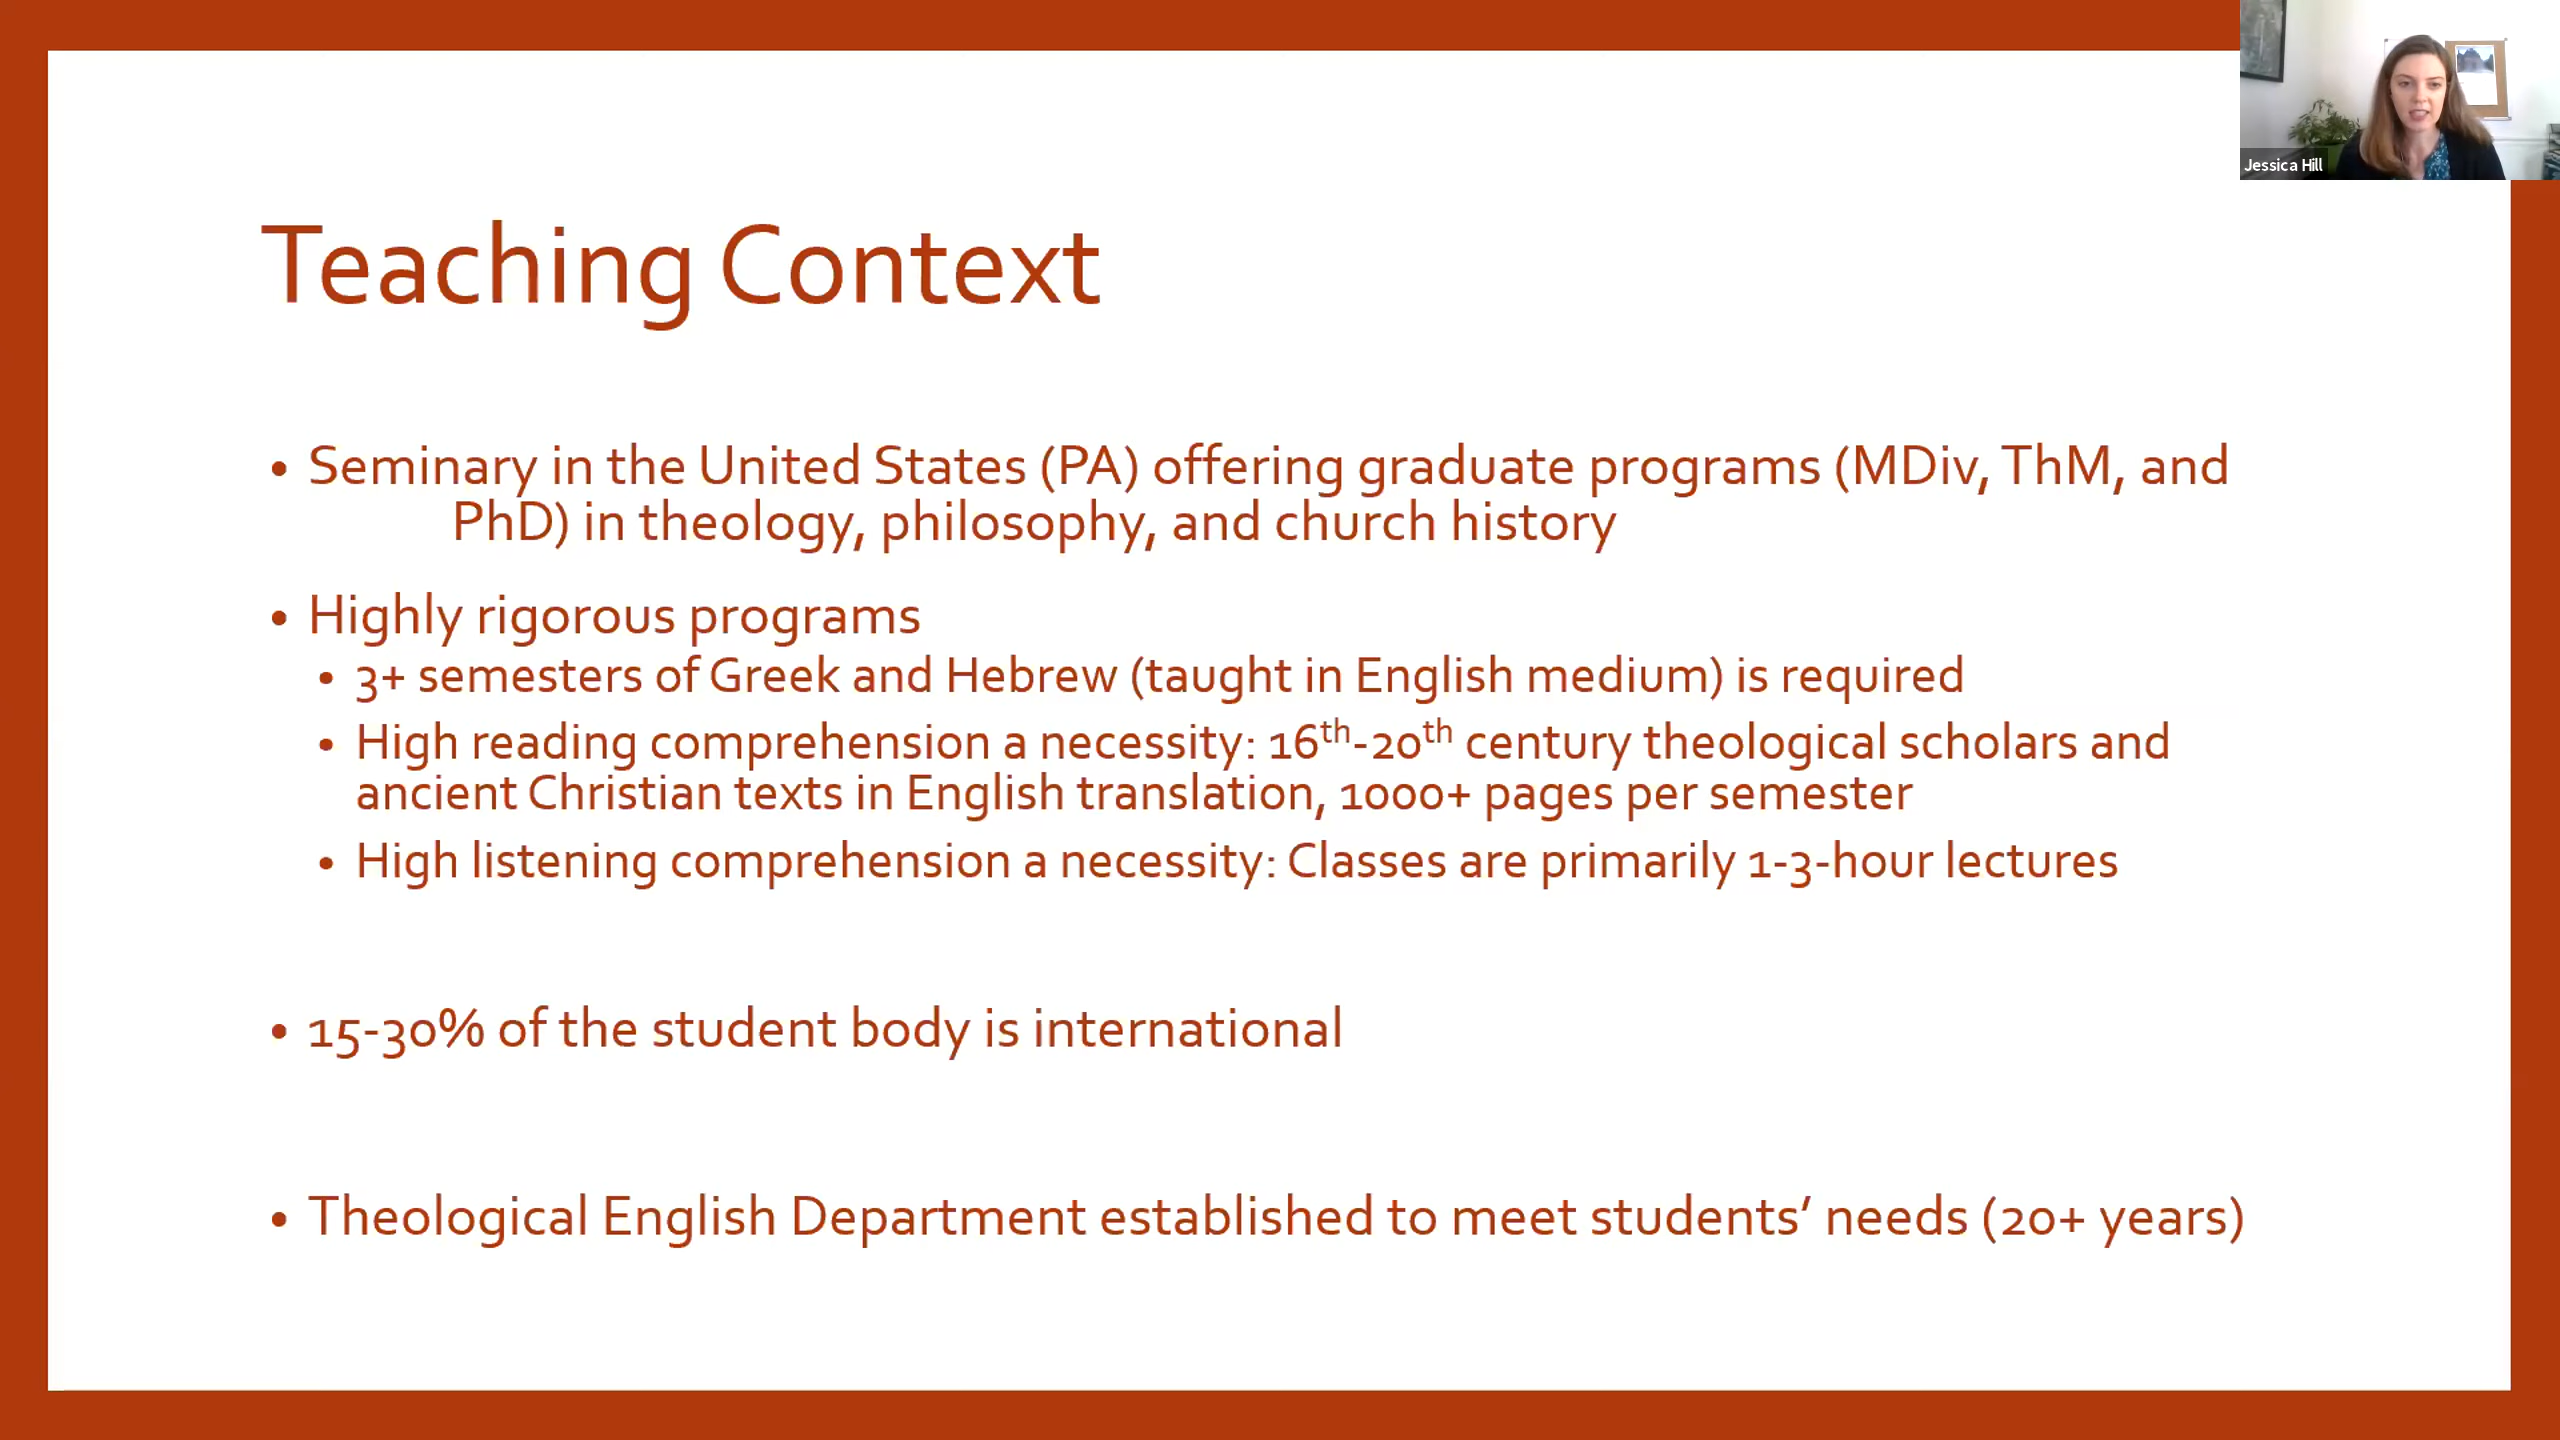 Jessica Hill
Teaching Context
• Seminary in the United States (PA) offering graduate programs (MDiv, ThM, and
PhD) in theology, philosophy, and church history
• Highly rigorous programs
• 3+ semesters of Greek and Hebrew (taught in English medium) is required
• High reading comprehension a necessity: 16th-20th century theological scholars and
ancient Christian texts in English translation, 1000+ pages per semester
• High listening comprehension a necessity: Classes are primarily 1-3-hour lectures
• 15-30% of the student body is international
• Theological English Department established to meet students’ needs (20+ years)